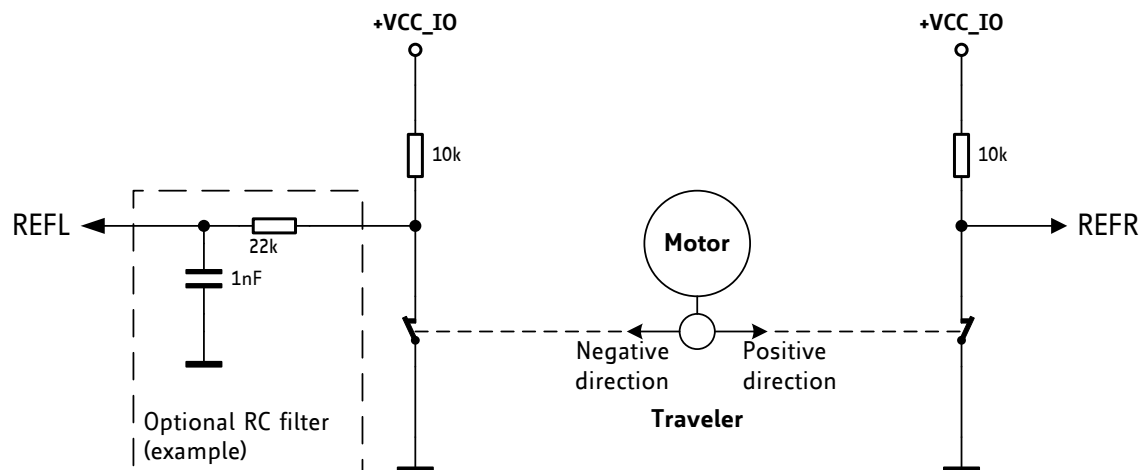 +VCC_IO
+VCC_IO
10k
10k
REFL
22k
1nF
Motor
REFR
Negative
direction
Positive
direction
Traveler
Optional RC filter
(example)